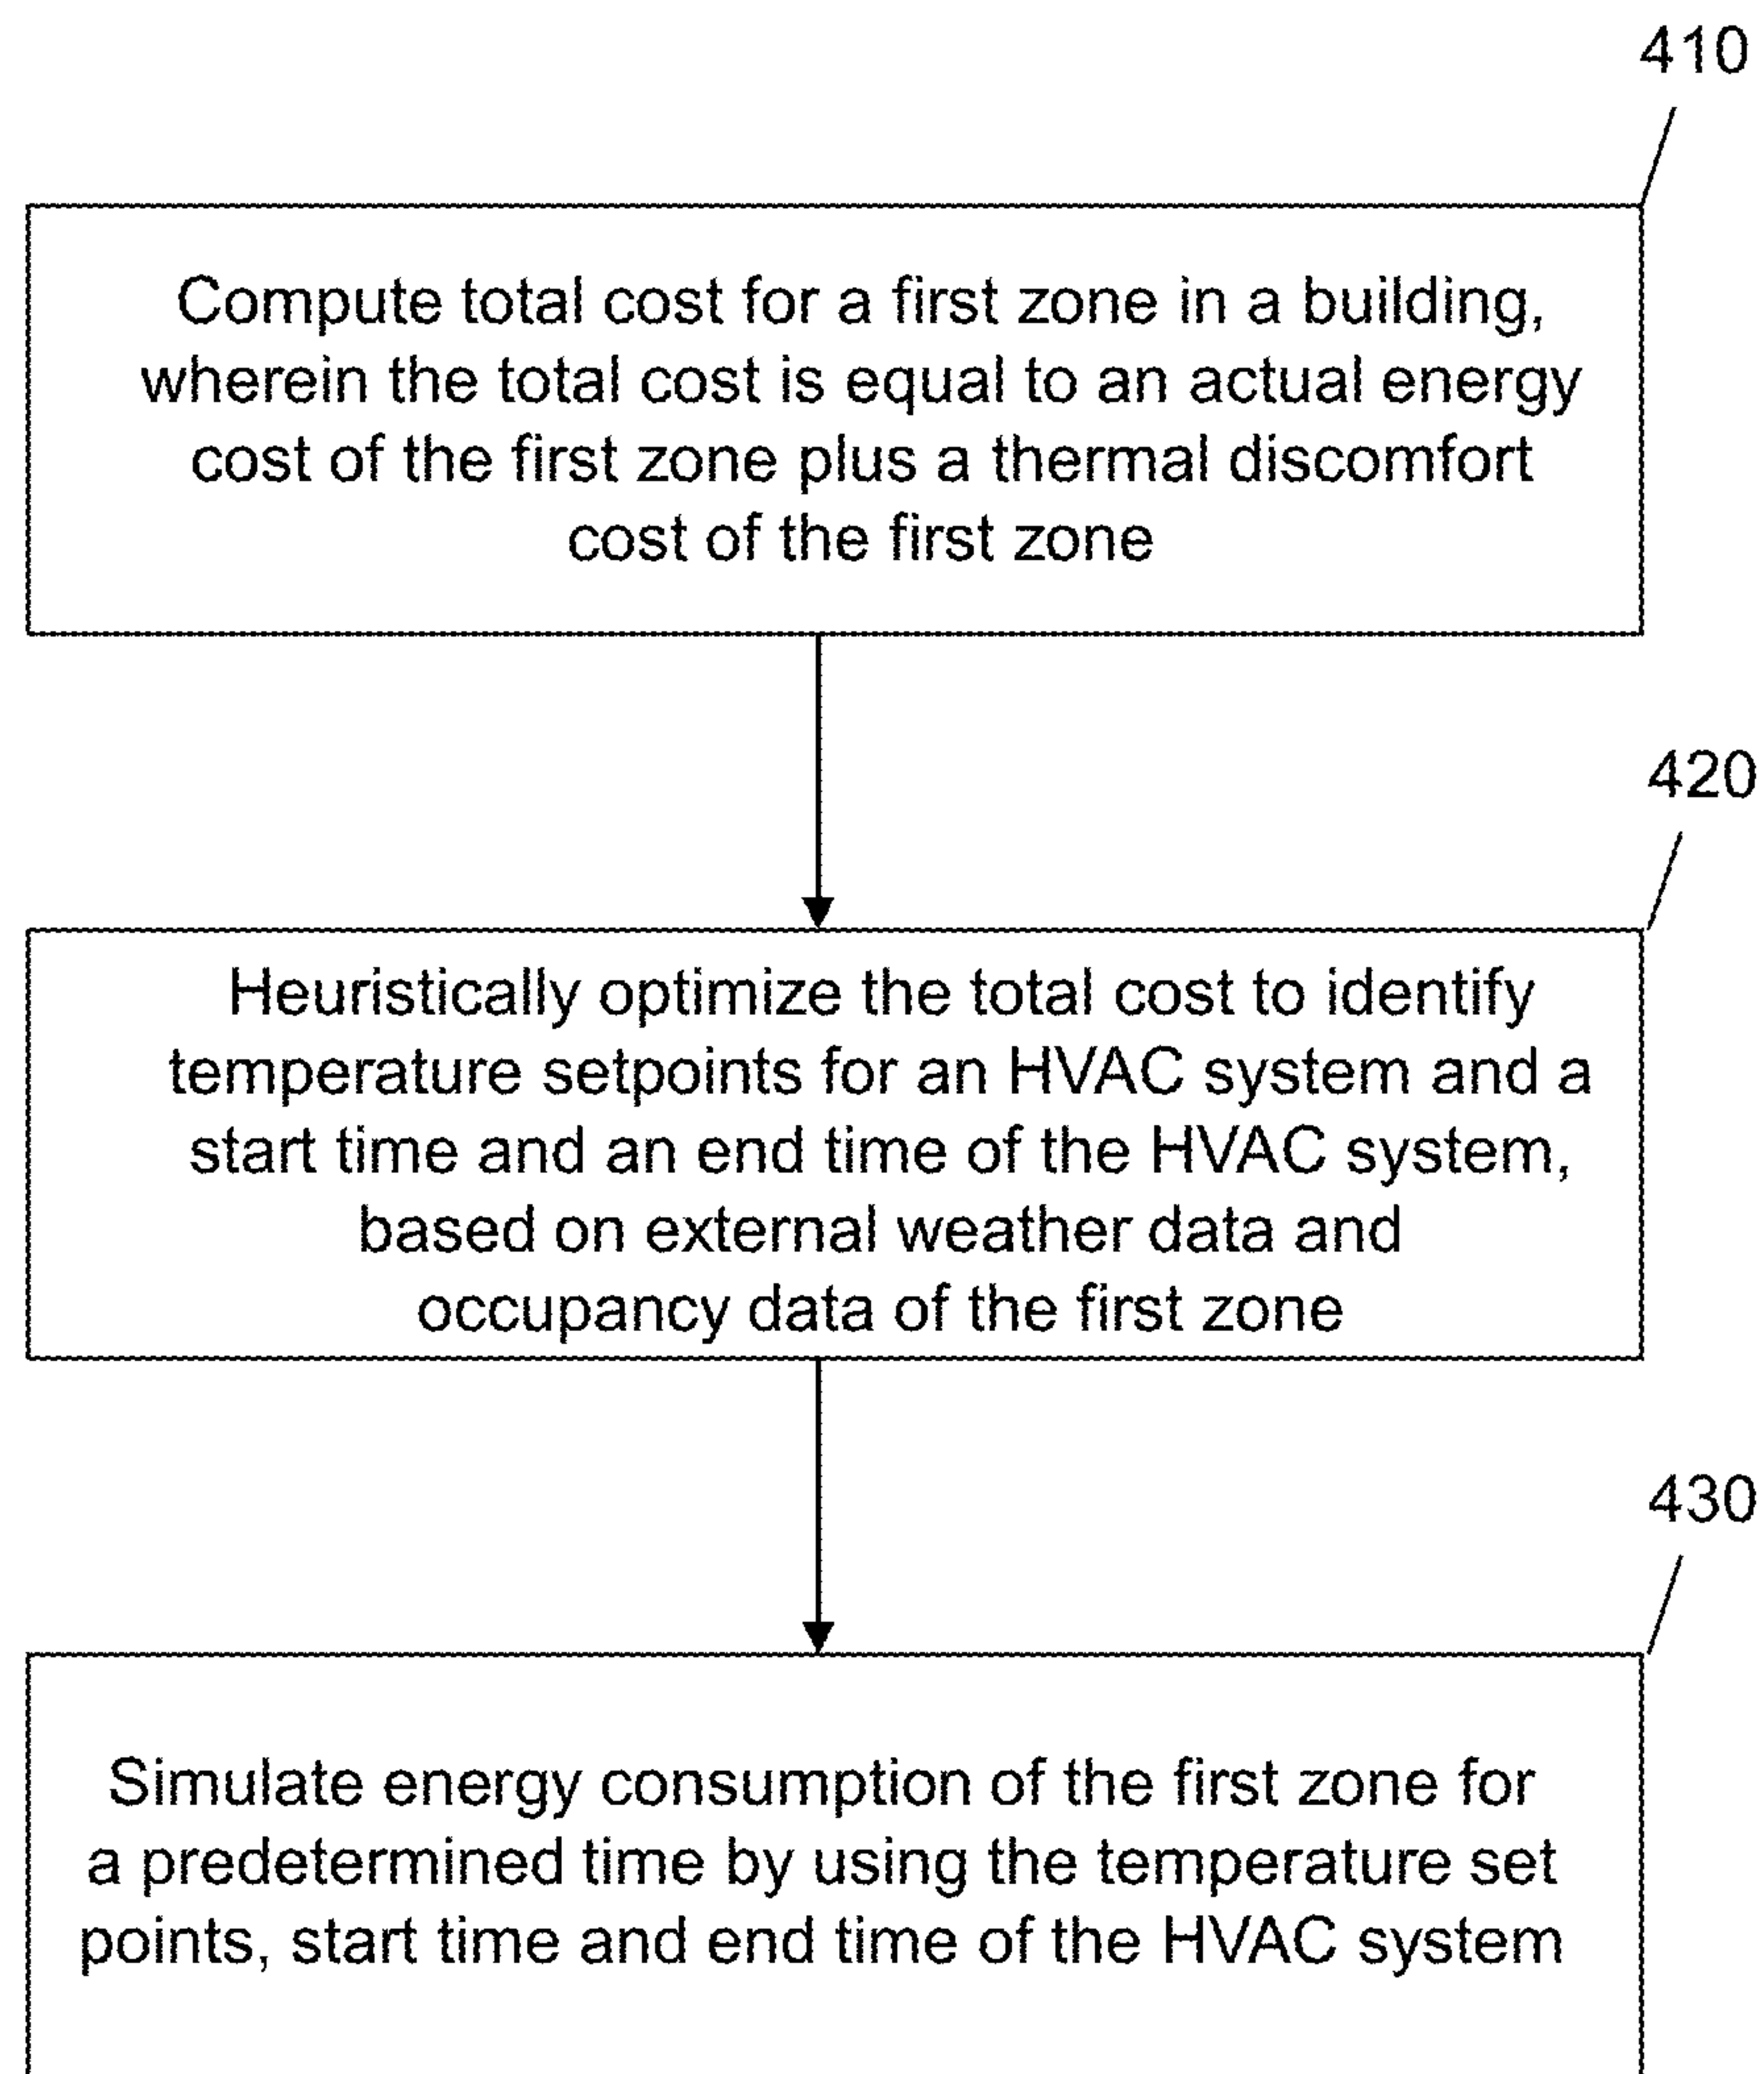 410
Compute total cost for a first zone in a building,
wherein the total cost is equal to an actual energy
cost of the first zone plus a thermal discomfort
cost of the first zone
420
Heuristically optimize the total cost to identify
temperature setpoints for an HVAC system and a
start time and an end time of the HVAC system,
based on external weather data and
occupancy data of the first zone
430
Simulate energy consumption of the first zone for
a predetermined time by using the temperature set
points, start time and end time of the HVAC system